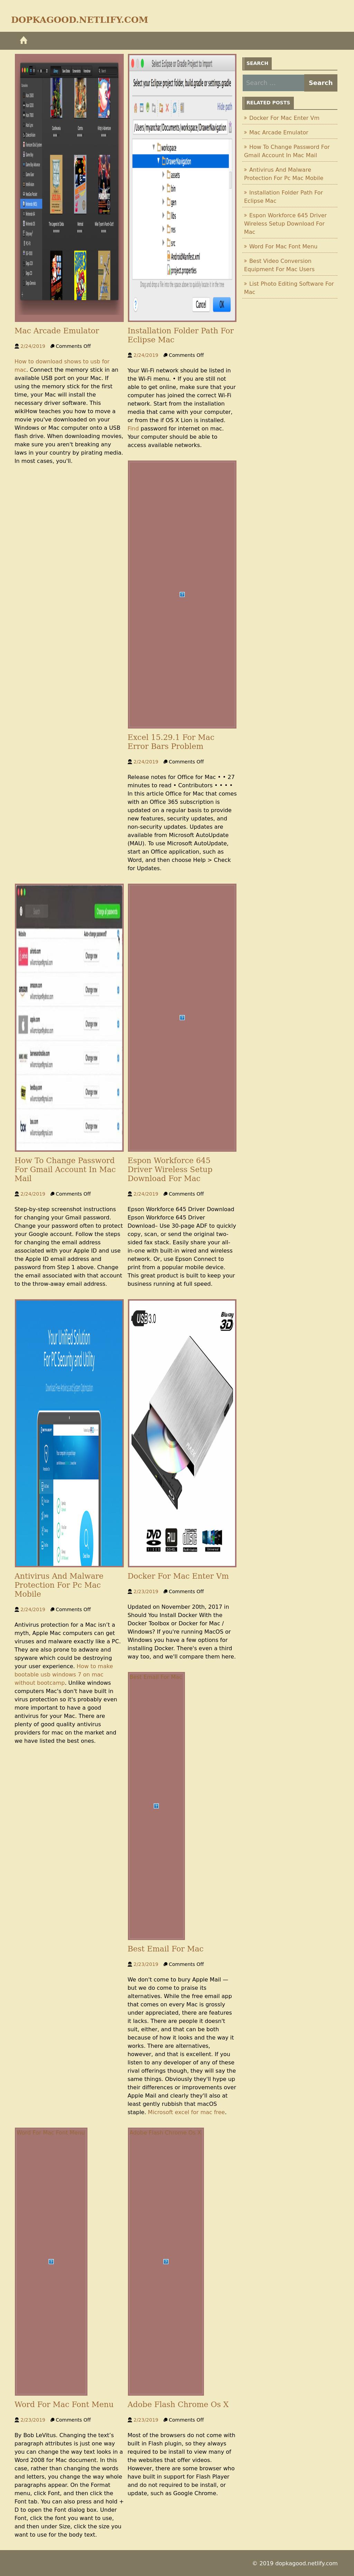 DOPKAGOOD.NETLIFY.COM
Mac Arcade Emulator
2/24/2019 Comments Off
How to download shows to usb for
mac. Connect the memory stick into an
available USB port on your Mac. If
using the memory stick for the first
time, your Mac will install the
necessary driver software. This
wikiHow teaches you how to move a
movie you've downloaded on your
Windows or Mac computer onto a USB
flash drive. When downloading movies,
make sure you aren't breaking any
laws in your country by pirating media.
In most cases, you'll.
Select Eclipse or Gradle Project to Import
Select your Eclipse project folder, build.gradle or settings.gradle
Hide path
/Users/myanchar/Documents/workspace/DrawerNavigation
workspace
DrawerNavigation
assets
bin
gen
libs
res
src
AndroidManifest.xml
project.properties
Drag and drop a file into the space above to quickly locate it in the tree
Cancel OK
Installation Folder Path For
Eclipse Mac
2/24/2019 Comments Off
Your Wi-Fi network should be listed in
the Wi-Fi menu. • If you are still not
able to get online, make sure that your
computer has joined the correct Wi-Fi
network. Start from the installation
media that came with your computer,
or from the If OS X Lion is installed.
Find password for internet on mac.
Your computer should be able to
access available networks.
Excel 15.29.1 For Mac
Error Bars Problem
2/24/2019 Comments Off
Release notes for Office for Mac • • 27
minutes to read • Contributors • • • •
In this article Office for Mac that comes
with an Office 365 subscription is
updated on a regular basis to provide
new features, security updates, and
non-security updates. Updates are
available from Microsoft AutoUpdate
(MAU). To use Microsoft AutoUpdate,
start an Office application, such as
Word, and then choose Help > Check
for Updates.
Change all passwords
Website Auto-change password?
Change now
Change now
Change now
Change now
Change now
Change now
How To Change Password
For Gmail Account In Mac
Mail
2/24/2019 Comments Off
Step-by-step screenshot instructions
for changing your Gmail password.
Change your password often to protect
your Google account. Follow the steps
for changing the email address
associated with your Apple ID and use
the Apple ID email address and
password from Step 1 above. Change
the email associated with that account
to the throw-away email address.
Espon Workforce 645
Driver Wireless Setup
Download For Mac
2/24/2019 Comments Off
Epson Workforce 645 Driver Download
Epson Workforce 645 Driver
Download– Use 30-page ADF to quickly
copy, scan, or send the original two-
sided fax stack. Easily share your all-
in-one with built-in wired and wireless
network. Or, use Epson Connect to
print from a popular mobile device.
This great product is built to keep your
business running at full speed.
Your Unified Solution
For PC Security and Utility
Antivirus And Malware
Protection For Pc Mac
Mobile
2/24/2019 Comments Off
Antivirus protection for a Mac isn't a
myth, Apple Mac computers can get
viruses and malware exactly like a PC.
They are also prone to adware and
spyware which could be destroying
your user experience. How to make
bootable usb windows 7 on mac
without bootcamp. Unlike windows
computers Mac's don't have built in
virus protection so it's probably even
more important to have a good
antivirus for your Mac. There are
plenty of good quality antivirus
providers for mac on the market and
we have listed the best ones.
USB 3.0
Blu-ray
3D
DVD
Docker For Mac Enter Vm
2/23/2019 Comments Off
Updated on November 20th, 2017 in
Should You Install Docker With the
Docker Toolbox or Docker for Mac /
Windows? If you're running MacOS or
Windows you have a few options for
installing Docker. There's even a third
way too, and we'll compare them here.
Best Email For Mac
2/23/2019 Comments Off
We don't come to bury Apple Mail —
but we do come to praise its
alternatives. While the free email app
that comes on every Mac is grossly
under appreciated, there are features
it lacks. There are people it doesn't
suit, either, and that can be both
because of how it looks and the way it
works. There are alternatives,
however, and that is excellent. If you
listen to any developer of any of these
rival offerings though, they will say the
same things. Obviously they'll hype up
their differences or improvements over
Apple Mail and clearly they'll also at
least gently rubbish that macOS
staple. Microsoft excel for mac free.
Word For Mac Font Menu
2/23/2019 Comments Off
By Bob LeVitus. Changing the text's
paragraph attributes is just one way
you can change the way text looks in a
Word 2008 for Mac document. In this
case, rather than changing the words
and letters, you change the way whole
paragraphs appear. On the Format
menu, click Font, and then click the
Font tab. You can also press and hold +
D to open the Font dialog box. Under
Font, click the font you want to use,
and then under Size, click the size you
want to use for the body text.
Adobe Flash Chrome Os X
2/23/2019 Comments Off
Most of the browsers do not come with
built in Flash plugin, so they always
required to be install to view many of
the websites that offer videos.
However, there are some browser who
have built in support for Flash Player
and do not required to be install, or
update, such as Google Chrome.
SEARCH
Search … Search
RELATED POSTS
» Docker For Mac Enter Vm
» Mac Arcade Emulator
» How To Change Password For
Gmail Account In Mac Mail
» Antivirus And Malware
Protection For Pc Mac Mobile
» Installation Folder Path For
Eclipse Mac
» Espon Workforce 645 Driver
Wireless Setup Download For
Mac
» Word For Mac Font Menu
» Best Video Conversion
Equipment For Mac Users
» List Photo Editing Software For
Mac
© 2019 dopkagood.netlify.com